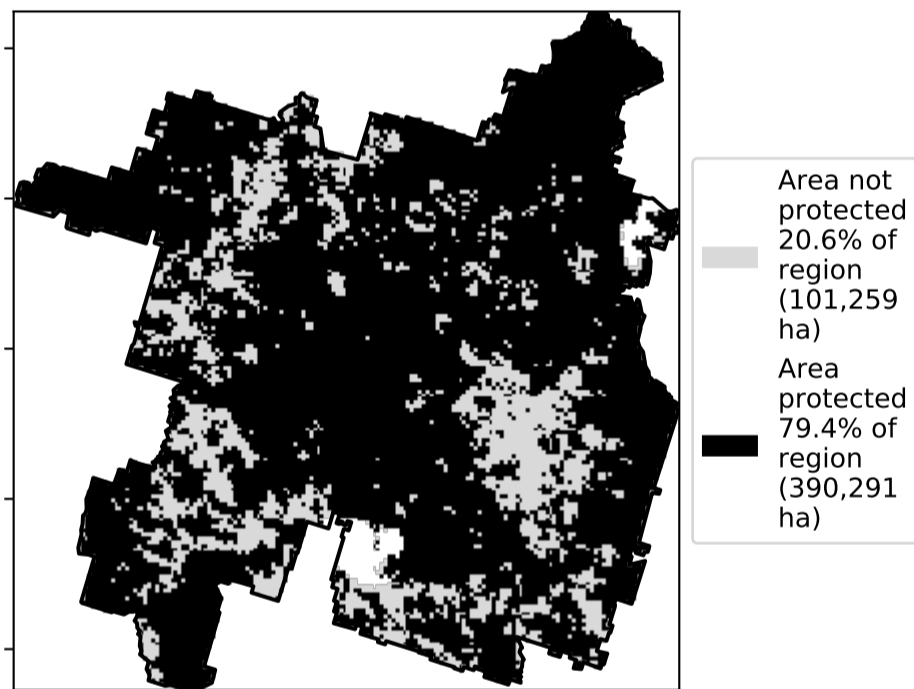 Area not
protected
20.6% of
region
(101,259
ha)
Area
protected
79.4% of
region
(390,291
ha)